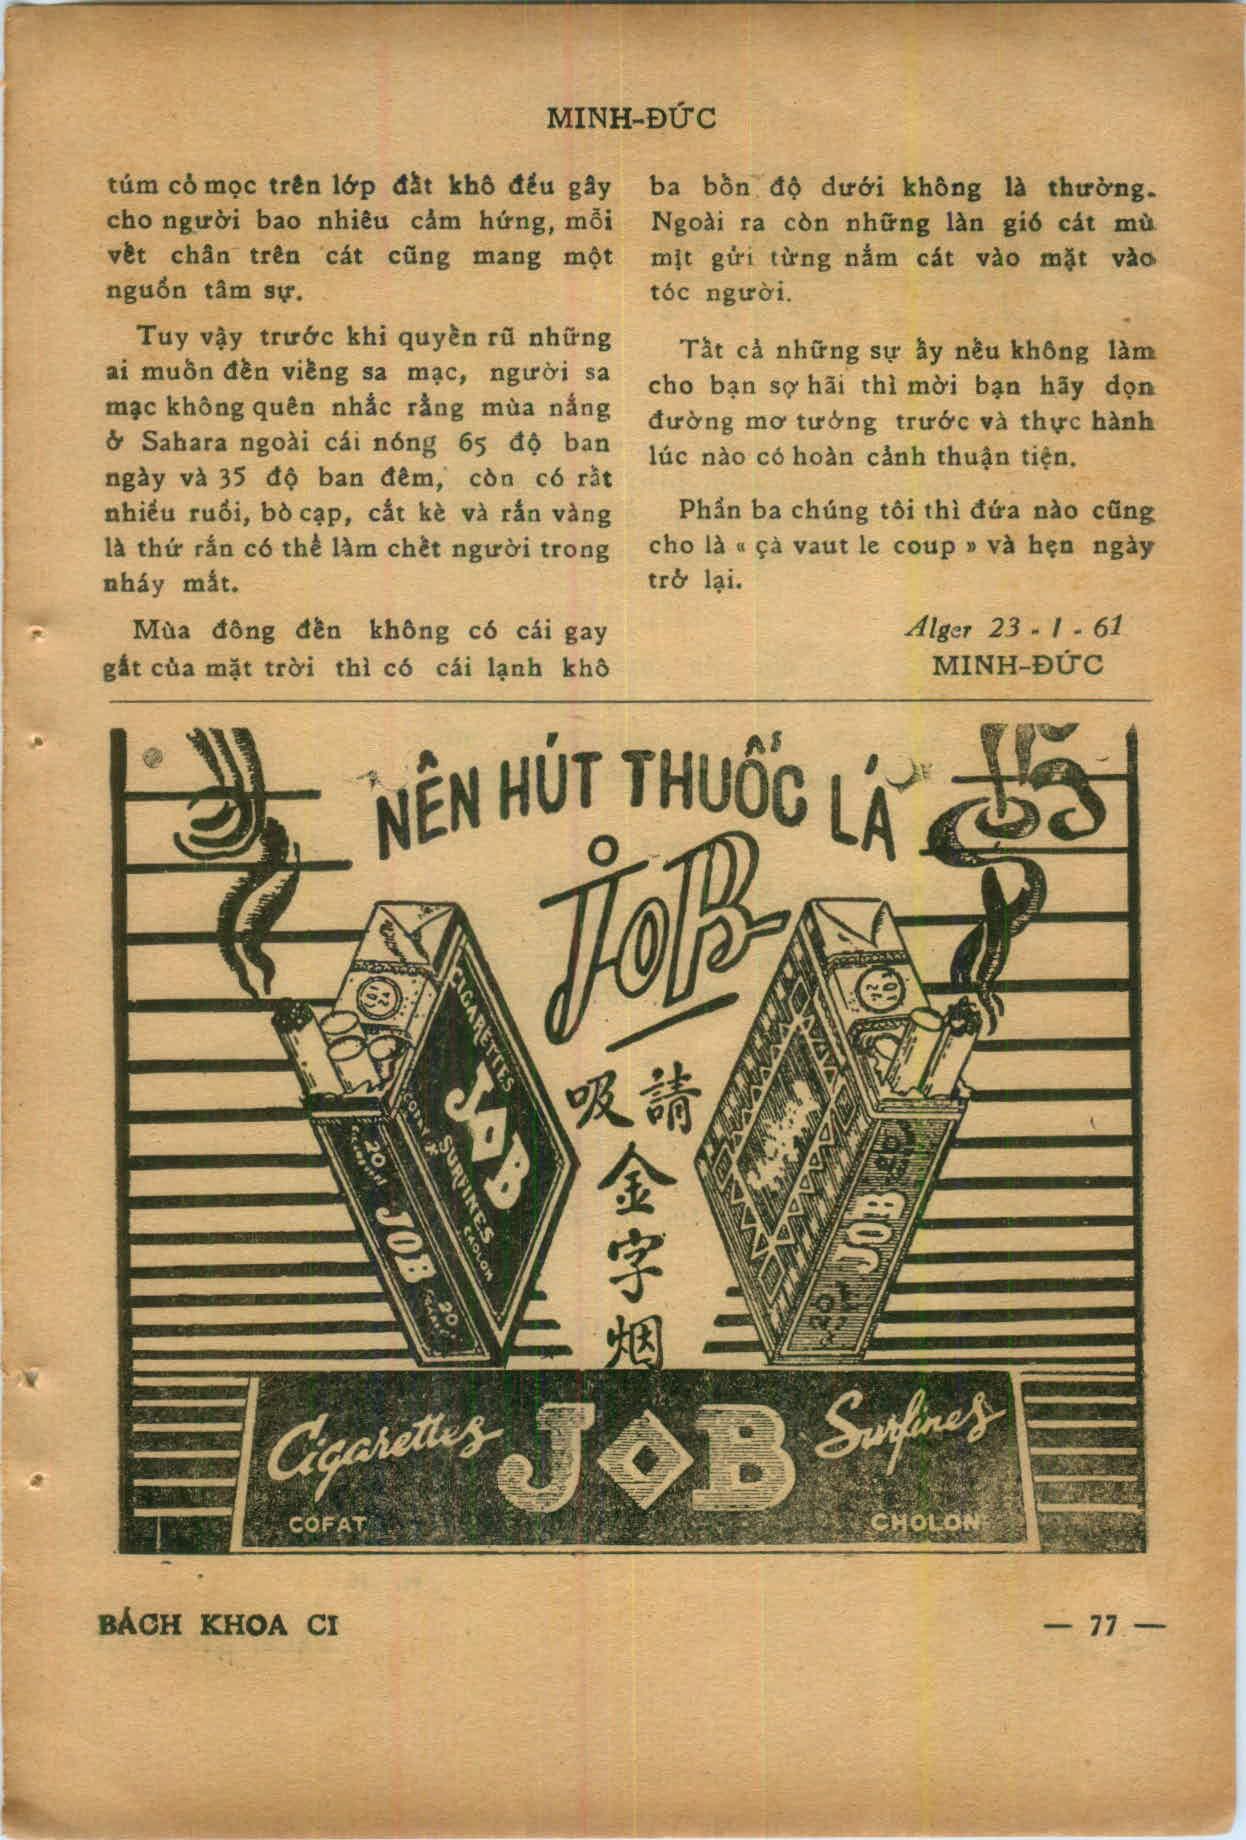 MINH-ĐỨC
túm cỏ mọc trên lớp đất khô đều gây
cho người bao nhiêu cảm hứng, mỗi
vết chân trên cát cũng mang một
nguồn tâm sự.
Tuy vậy trước khi quyền rũ những
ai muốn đến viếng sa mạc, người sa
mạc không quên nhắc rằng mùa nắng
ở Sahara ngoài cái nóng 65 độ ban
ngày và 35 độ ban đêm, còn có rất
nhiều ruồi, bò cạp, cắt kè và rắn vàng
là thứ rắn có thể làm chết người trong
nháy mắt.
Mùa đông đến không có cái gay
gắt của mặt trời thì có cái lạnh khô
ba bốn độ dưới không là thường.
Ngoài ra còn những làn gió cát mù
mịt gửi từng nắm cát vào mặt vào
tóc người.
Tất cả những sự ấy nếu không làm
cho bạn sợ hãi thì mời bạn hãy dọn
đường mơ tưởng trước và thực hành
lúc nào có hoàn cảnh thuận tiện.
Phần ba chúng tôi thì đứa nào cũng
cho là « çà vaut le coup » và hẹn ngày
trở lại.
Alger 23 - 1 - 61
MINH-ĐỨC
NÊN HÚT THUỐC LÁ
JOB
請吸
金
字
烟
CIGARETTES
JOB
SURFINES
CHOLON
20
JOB
20
20
JOB
Cigarettes JOB Surfines
COFAT CHOLON
BÁCH KHOA CI
— 77 —